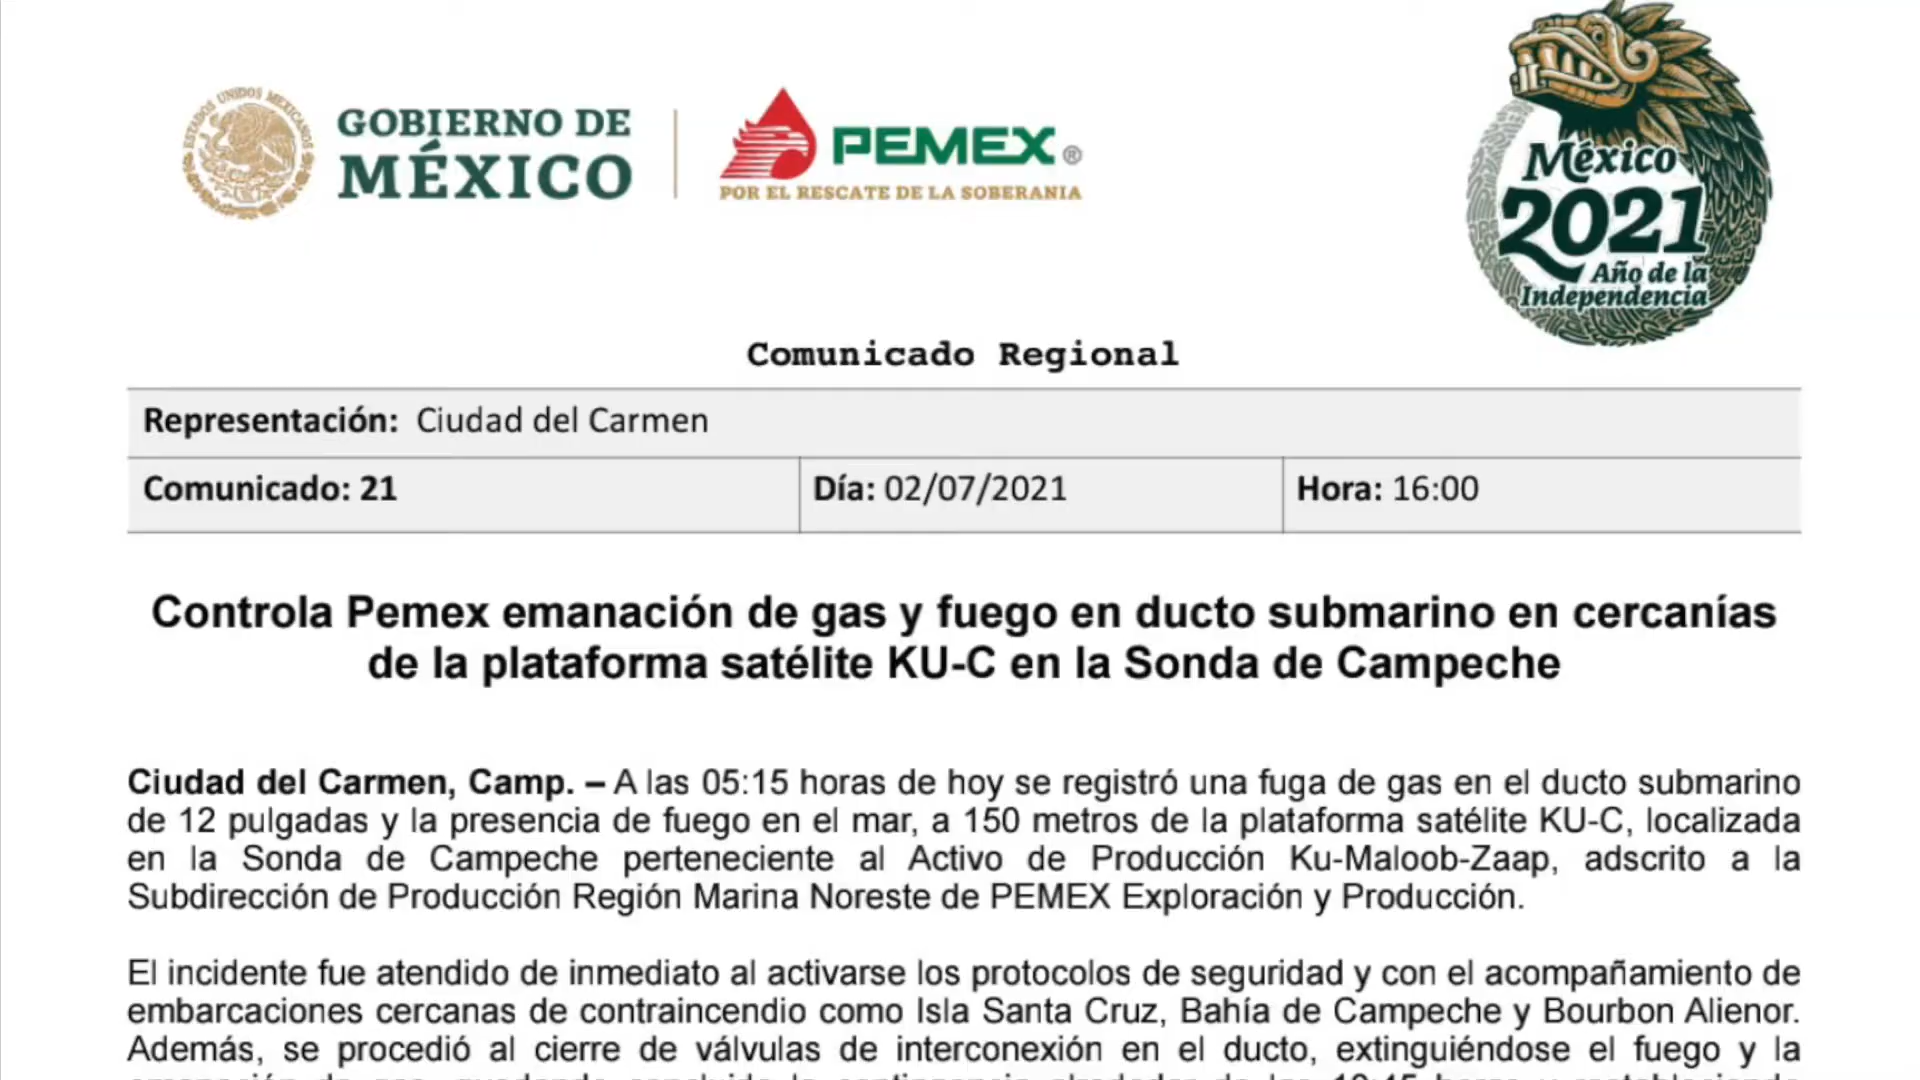 ESTADOS UNIDOS MEXICANOS
GOBIERNO DE
MÉXICO
PEMEX®
POR EL RESCATE DE LA SOBERANÍA
México
2021
Año de la
Independencia
Comunicado Regional
Representación: Ciudad del Carmen
Comunicado: 21
Día: 02/07/2021
Hora: 16:00
Controla Pemex emanación de gas y fuego en ducto submarino en cercanías
de la plataforma satélite KU-C en la Sonda de Campeche
Ciudad del Carmen, Camp. – A las 05:15 horas de hoy se registró una fuga de gas en el ducto submarino
de 12 pulgadas y la presencia de fuego en el mar, a 150 metros de la plataforma satélite KU-C, localizada
en la Sonda de Campeche perteneciente al Activo de Producción Ku-Maloob-Zaap, adscrito a la
Subdirección de Producción Región Marina Noreste de PEMEX Exploración y Producción.
El incidente fue atendido de inmediato al activarse los protocolos de seguridad y con el acompañamiento de
embarcaciones cercanas de contraincendio como Isla Santa Cruz, Bahía de Campeche y Bourbon Alienor.
Además, se procedió al cierre de válvulas de interconexión en el ducto, extinguiéndose el fuego y la